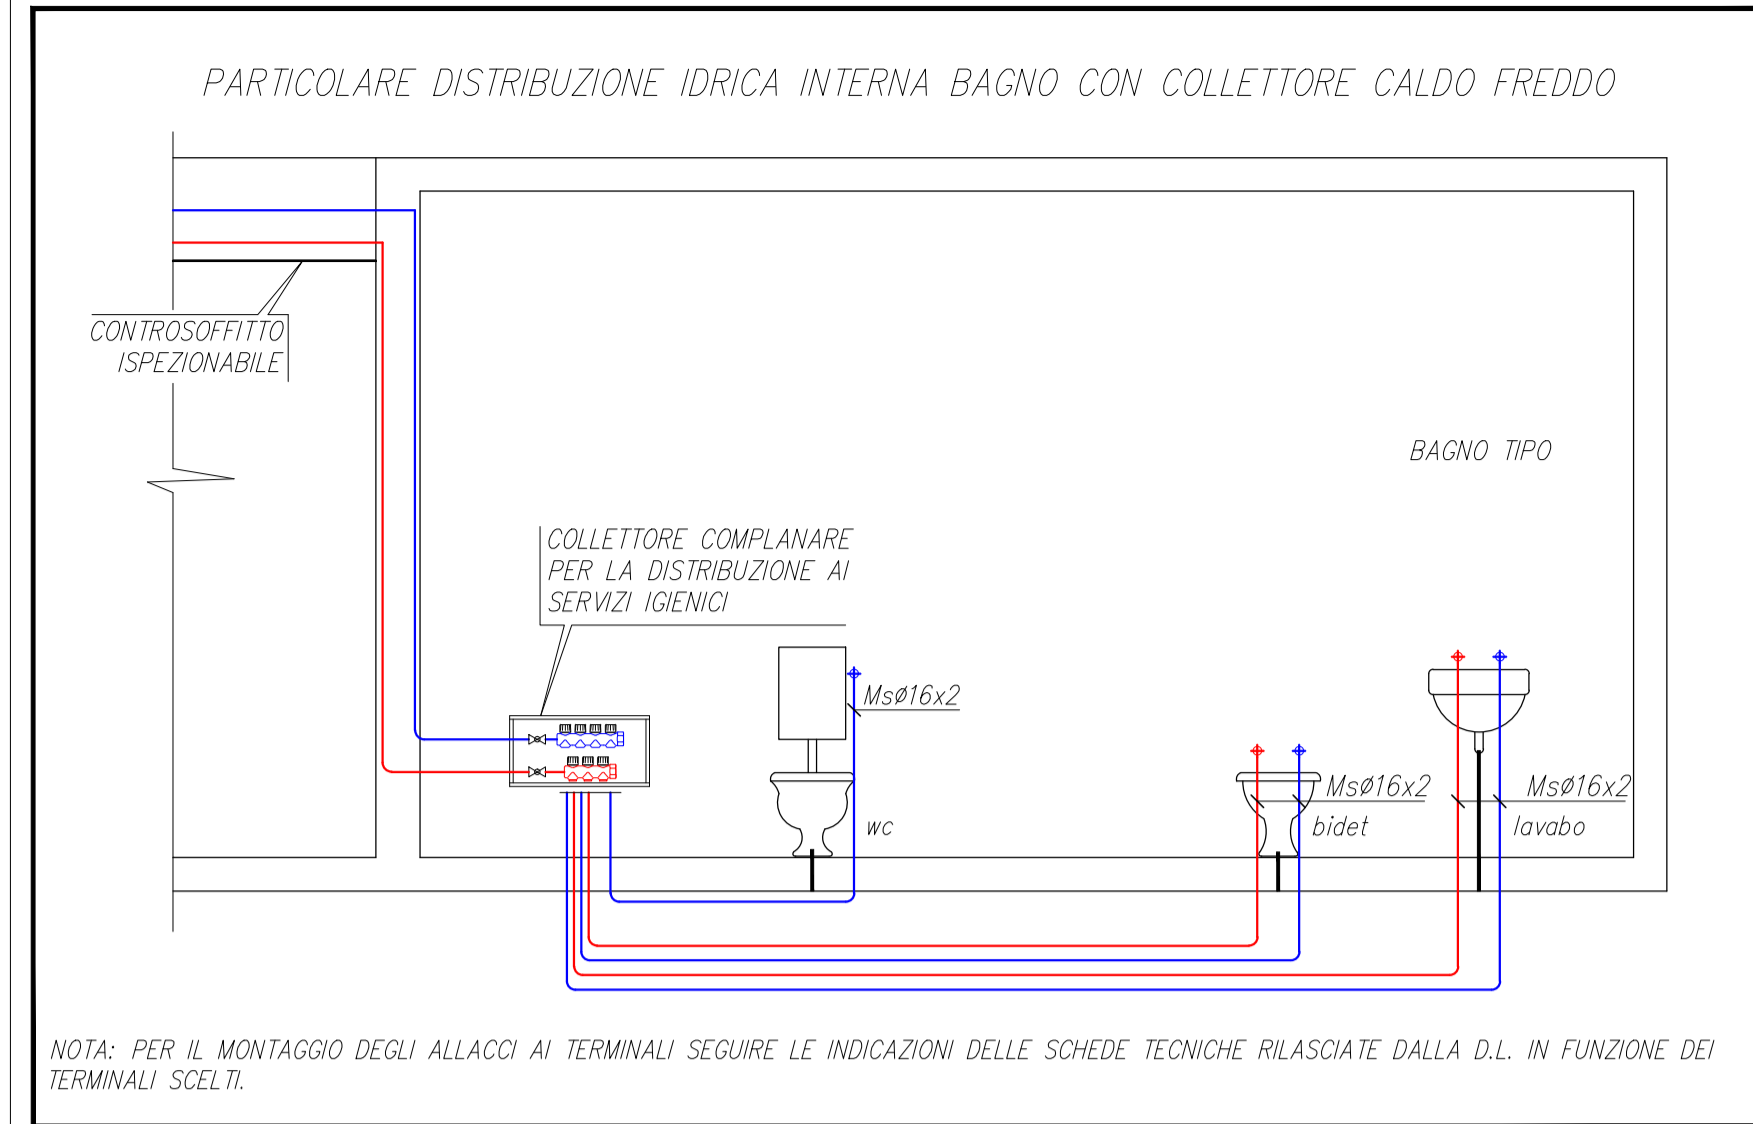 PARTICOLARE DISTRIBUZIONE IDRICA INTERNA BAGNO CON COLLETTORE CALDO FREDDO
CONTROSOFFITTO
ISPEZIONABILE
BAGNO TIPO
COLLETTORE COMPLANARE
PER LA DISTRIBUZIONE AI
SERVIZI IGIENICI
Msø16x2
wc
Msø16x2
bidet
Msø16x2
lavabo
NOTA: PER IL MONTAGGIO DEGLI ALLACCI AI TERMINALI SEGUIRE LE INDICAZIONI DELLE SCHEDE TECNICHE RILASCIATE DALLA D.L. IN FUNZIONE DEI
TERMINALI SCELTI.